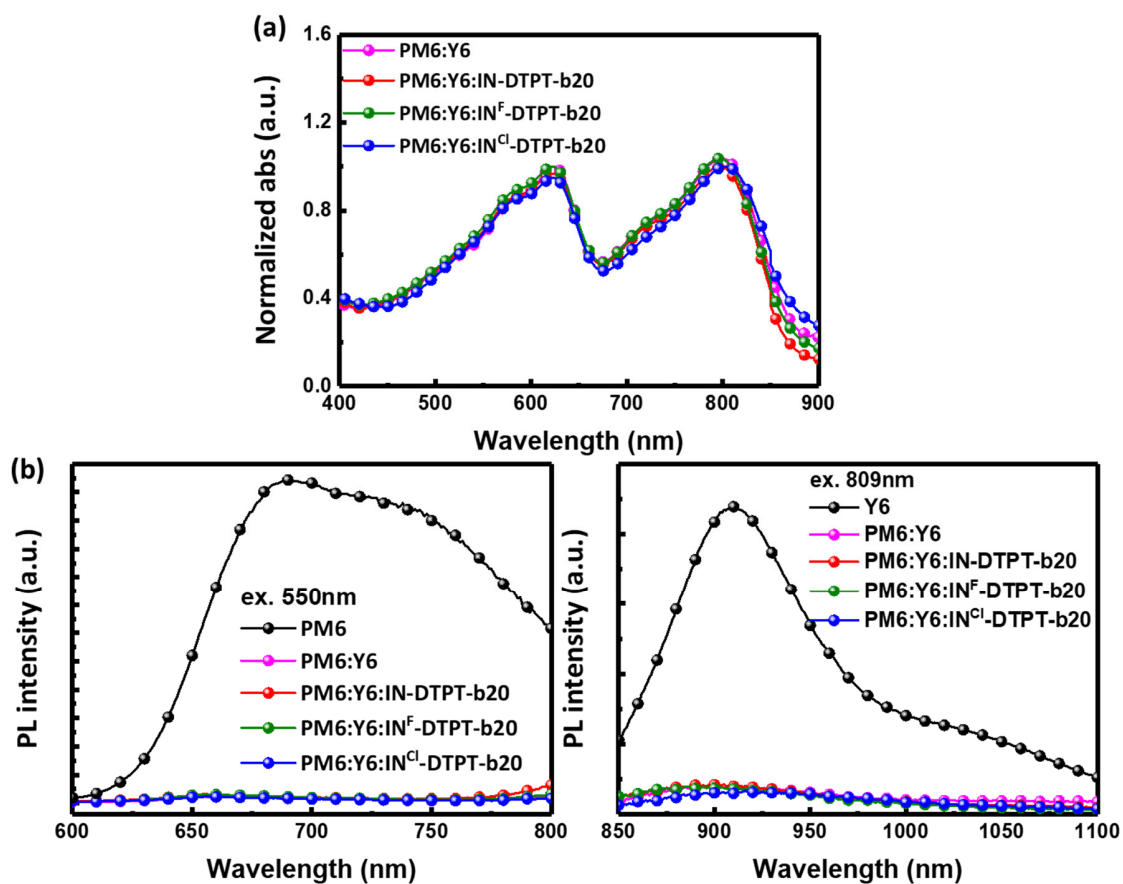 (a)
PM6:Y6
PM6:Y6:IN-DTPT-b20
PM6:Y6:INF-DTPT-b20
PM6:Y6:INCl-DTPT-b20
Normalized abs (a.u.)
1.6
1.2
0.8
0.4
0.0
400 500 600 700 800 900
Wavelength (nm)
(b)
PL intensity (a.u.)
ex. 550nm
PM6
PM6:Y6
PM6:Y6:IN-DTPT-b20
PM6:Y6:INF-DTPT-b20
PM6:Y6:INCl-DTPT-b20
600 650 700 750 800
Wavelength (nm)
PL intensity (a.u.)
ex. 809nm
Y6
PM6:Y6
PM6:Y6:IN-DTPT-b20
PM6:Y6:INF-DTPT-b20
PM6:Y6:INCl-DTPT-b20
850 900 950 1000 1050 1100
Wavelength (nm)